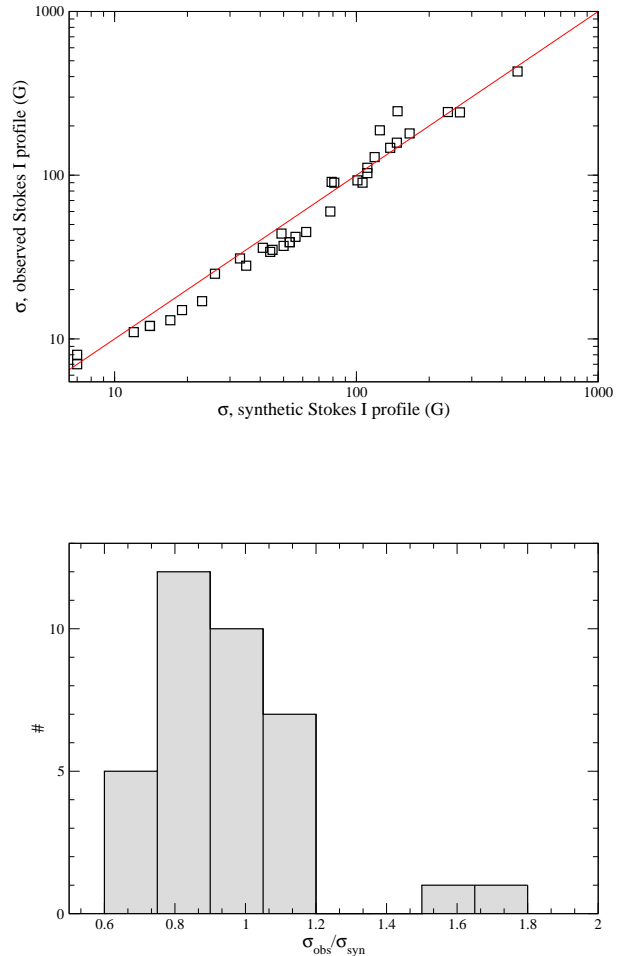 1000
100
10
σ, observed Stokes I profile (G)
10 100 1000
σ, synthetic Stokes I profile (G)
10
5
0
#
0.6 0.8 1 1.2 1.4 1.6 1.8 2
σobs/σsyn